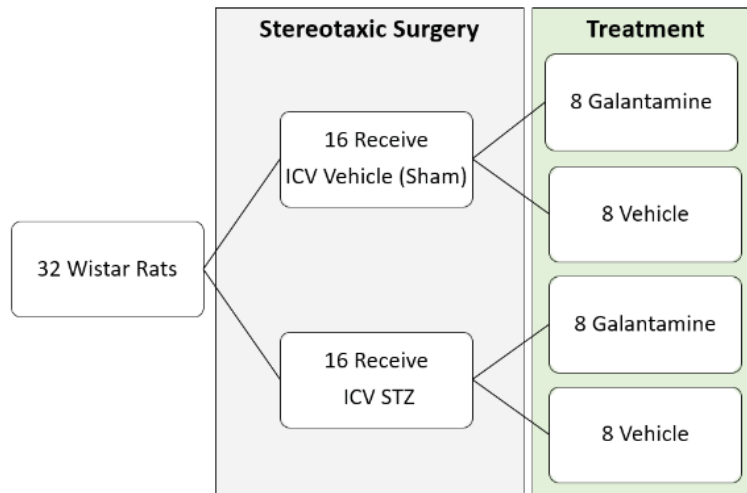 Stereotaxic Surgery
Treatment
32 Wistar Rats
16 Receive
ICV Vehicle (Sham)
8 Galantamine
8 Vehicle
16 Receive
ICV STZ
8 Galantamine
8 Vehicle